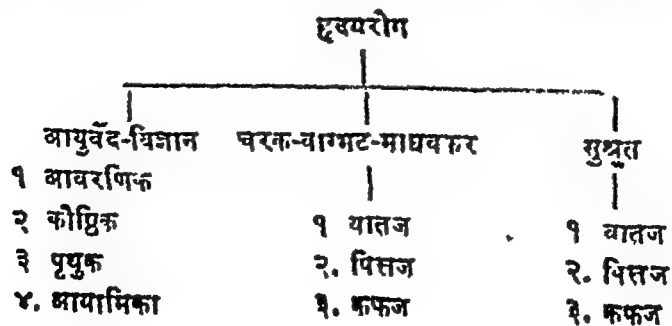 हृदयरोग
आयुर्वेद-विज्ञान चरक-वाग्भट-माधवकर सुश्रुत
१ आवरणिक
२ कौष्ठिक १ वातज १ वातज
३ पृथुक २. पित्तज २. पित्तज
४. आयामिका ३. कफज ३. कफज